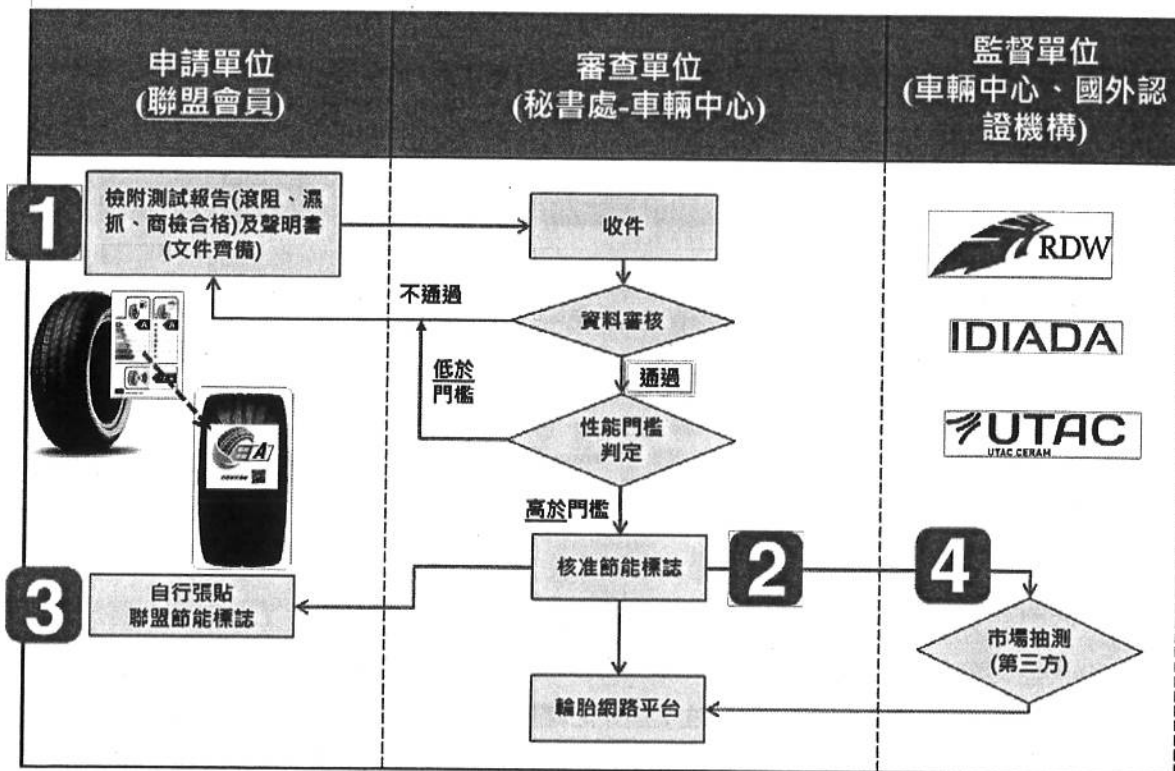 申請單位
(聯盟會員)
審查單位
(秘書處-車輛中心)
監督單位
(車輛中心、國外認
證機構)
1
檢附測試報告(滾阻、濕
抓、商檢合格)及聲明書
(文件齊備)
收件
RDW
不通過
資料審核
IDIADA
低於
門檻
通過
性能門檻
判定
UTAC
UTAC CERAM
A
A
A
高於門檻
核准節能標誌
2
4
3
自行張貼
聯盟節能標誌
市場抽測
(第三方)
輪胎網路平台